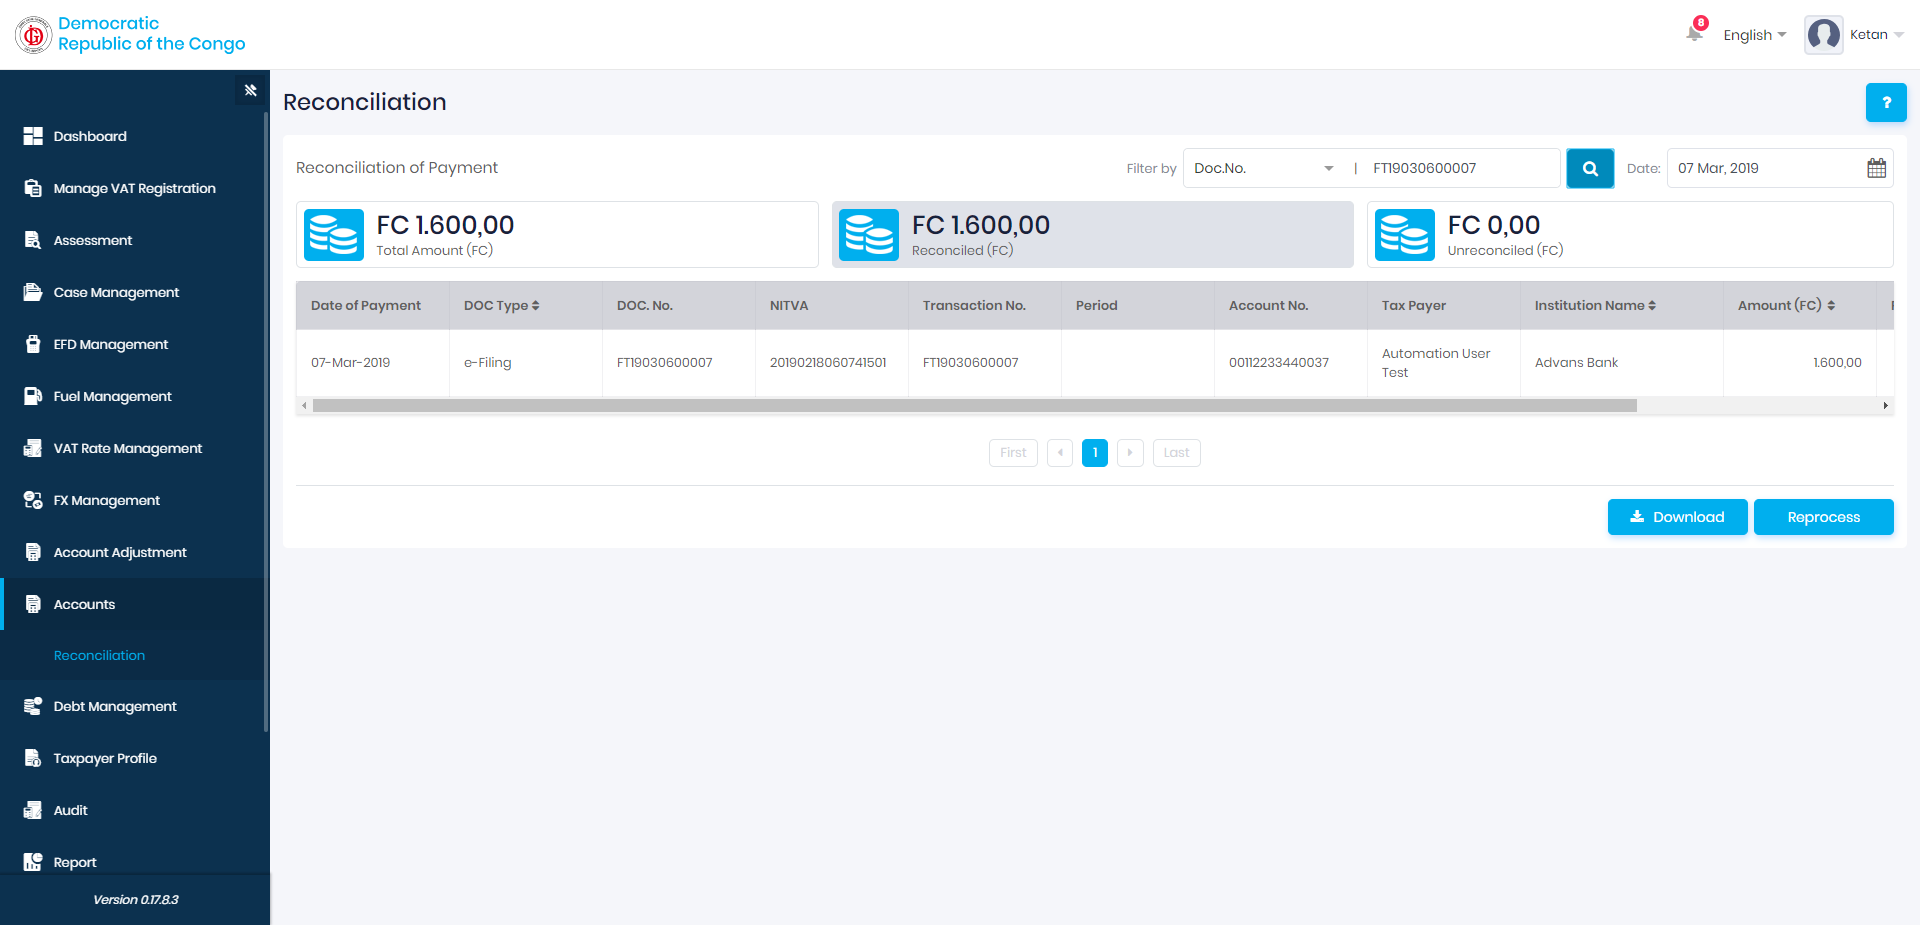 Democratic
Republic of the Congo
8
English
Ketan
Reconciliation
?
Dashboard
Manage VAT Registration
Assessment
Case Management
EFD Management
Fuel Management
VAT Rate Management
FX Management
Account Adjustment
Accounts
Reconciliation
Debt Management
Taxpayer Profile
Audit
Report
Version 0.17.8.3
Reconciliation of Payment
Filter by Doc.No. | FT19030600007 Date: 07 Mar, 2019
FC 1.600,00
Total Amount (FC)
FC 1.600,00
Reconciled (FC)
FC 0,00
Unreconciled (FC)
Date of Payment DOC Type DOC. No. NITVA Transaction No. Period Account No. Tax Payer Institution Name Amount (FC)
07-Mar-2019 e-Filing FT19030600007 20190218060741501 FT19030600007 00112233440037 Automation User Test Advans Bank 1.600,00
First 1 Last
Download Reprocess